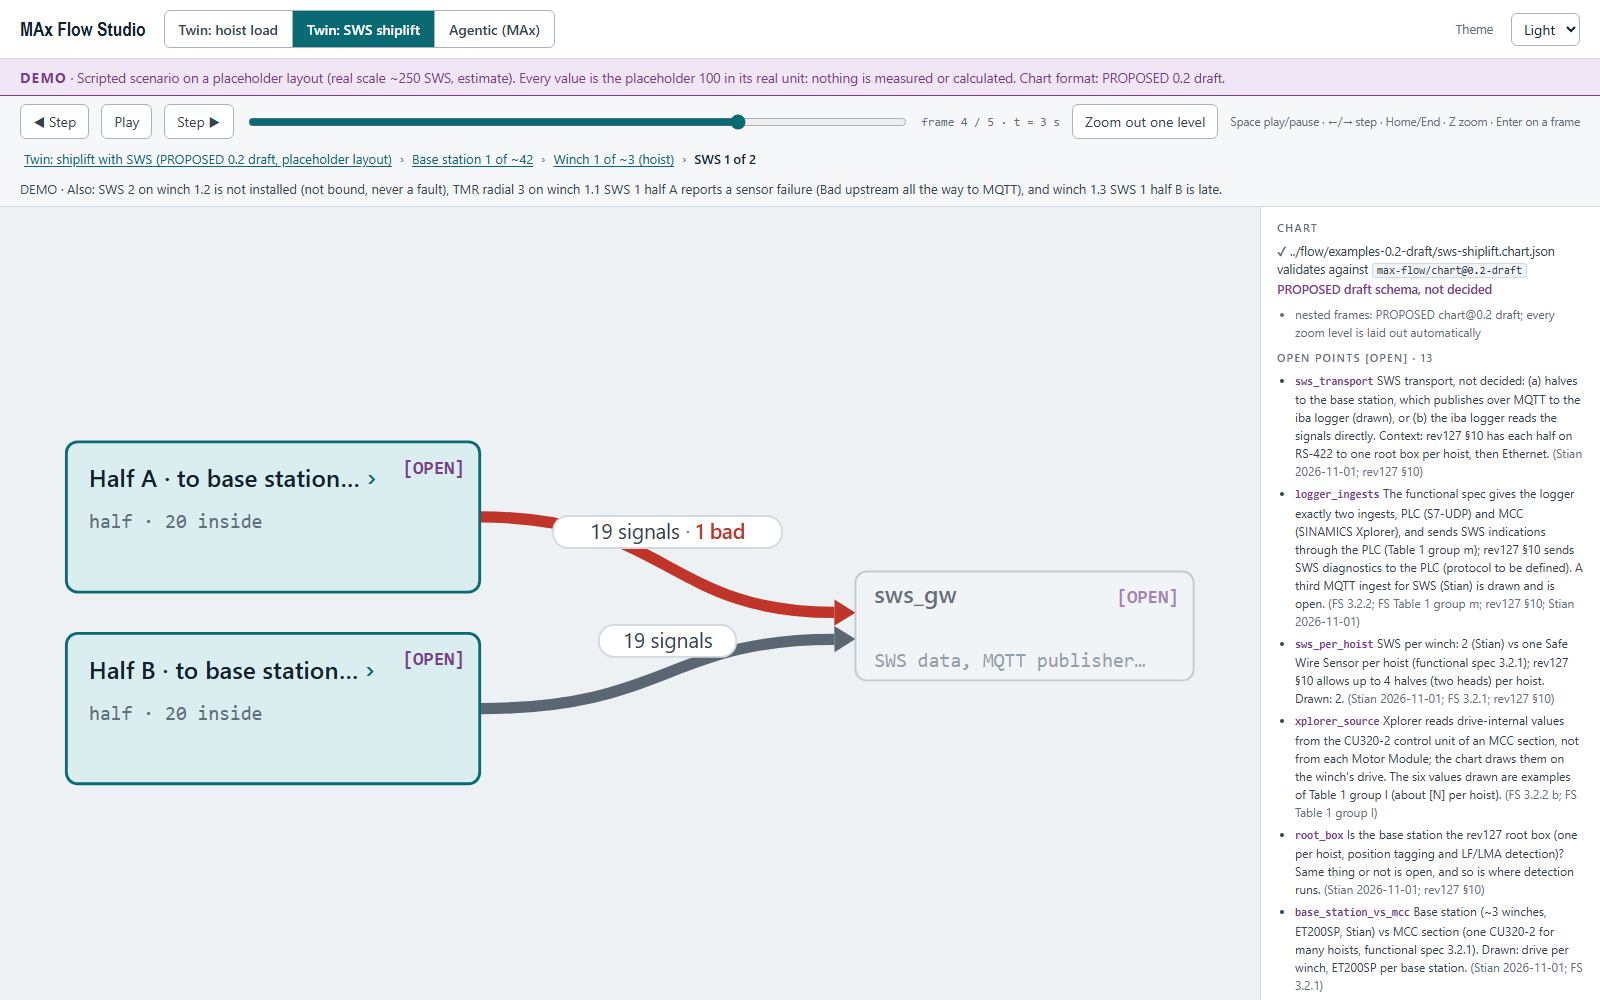 MAx Flow Studio
Twin: hoist load
Twin: SWS shiplift
Agentic (MAx)
Theme
Light
DEMO · Scripted scenario on a placeholder layout (real scale ~250 SWS, estimate). Every value is the placeholder 100 in its real unit: nothing is measured or calculated. Chart format: PROPOSED 0.2 draft.
◀ Step
Play
Step ▶
frame 4 / 5 · t = 3 s
Zoom out one level
Space play/pause · ←/→ step · Home/End · Z zoom · Enter on a frame
Twin: shiplift with SWS (PROPOSED 0.2 draft, placeholder layout) › Base station 1 of ~42 › Winch 1 of ~3 (hoist) › SWS 1 of 2
DEMO · Also: SWS 2 on winch 1.2 is not installed (not bound, never a fault), TMR radial 3 on winch 1.1 SWS 1 half A reports a sensor failure (Bad upstream all the way to MQTT), and winch 1.3 SWS 1 half B is late.
Half A · to base station… ›
[OPEN]
half · 20 inside
19 signals · 1 bad
sws_gw
[OPEN]
SWS data, MQTT publisher…
19 signals
Half B · to base station… ›
[OPEN]
half · 20 inside
CHART
✓ ../flow/examples-0.2-draft/sws-shiplift.chart.json
validates against max-flow/chart@0.2-draft
PROPOSED draft schema, not decided
• nested frames: PROPOSED chart@0.2 draft; every
zoom level is laid out automatically
OPEN POINTS [OPEN] · 13
• sws_transport SWS transport, not decided: (a) halves
to the base station, which publishes over MQTT to the
iba logger (drawn), or (b) the iba logger reads the
signals directly. Context: rev127 §10 has each half on
RS-422 to one root box per hoist, then Ethernet. (Stian
2026-11-01; rev127 §10)
• logger_ingests The functional spec gives the logger
exactly two ingests, PLC (S7-UDP) and MCC
(SINAMICS Xplorer), and sends SWS indications
through the PLC (Table 1 group m); rev127 §10 sends
SWS diagnostics to the PLC (protocol to be defined). A
third MQTT ingest for SWS (Stian) is drawn and is
open. (FS 3.2.2; FS Table 1 group m; rev127 §10; Stian
2026-11-01)
• sws_per_hoist SWS per winch: 2 (Stian) vs one Safe
Wire Sensor per hoist (functional spec 3.2.1); rev127
§10 allows up to 4 halves (two heads) per hoist.
Drawn: 2. (Stian 2026-11-01; FS 3.2.1; rev127 §10)
• xplorer_source Xplorer reads drive-internal values
from the CU320-2 control unit of an MCC section, not
from each Motor Module; the chart draws them on
the winch's drive. The six values drawn are examples
of Table 1 group l (about [N] per hoist). (FS 3.2.2 b; FS
Table 1 group l)
• root_box Is the base station the rev127 root box (one
per hoist, position tagging and LF/LMA detection)?
Same thing or not is open, and so is where detection
runs. (Stian 2026-11-01; rev127 §10)
• base_station_vs_mcc Base station (~3 winches,
ET200SP, Stian) vs MCC section (one CU320-2 for
many hoists, functional spec 3.2.1). Drawn: drive per
winch, ET200SP per base station. (Stian 2026-11-01; FS
3.2.1)